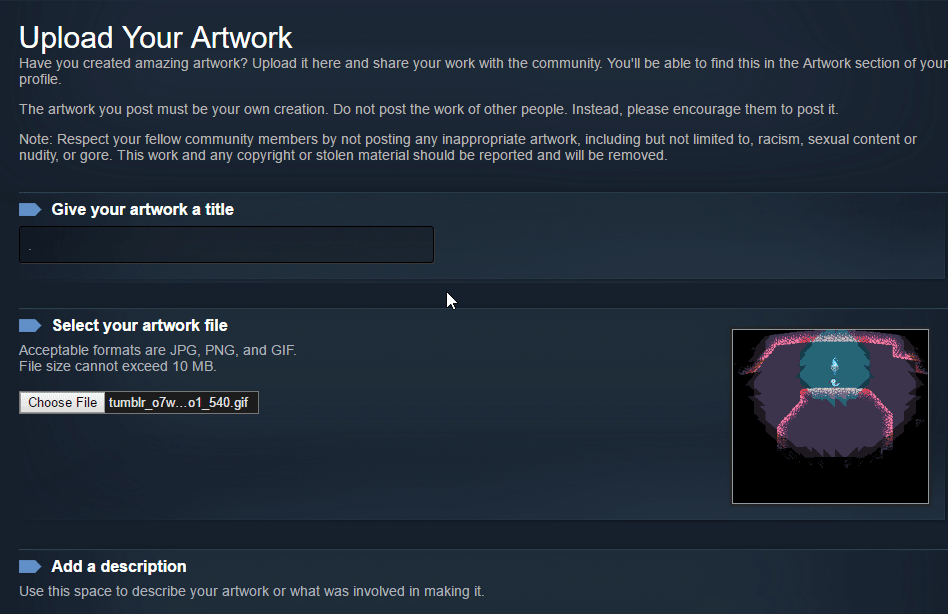 Upload Your Artwork
Have you created amazing artwork? Upload it here and share your work with the community. You'll be able to find this in the Artwork section of your
profile.
The artwork you post must be your own creation. Do not post the work of other people. Instead, please encourage them to post it.
Note: Respect your fellow community members by not posting any inappropriate artwork, including but not limited to, racism, sexual content or
nudity, or gore. This work and any copyright or stolen material should be reported and will be removed.
Give your artwork a title
.
Select your artwork file
Acceptable formats are JPG, PNG, and GIF.
File size cannot exceed 10 MB.
Choose File tumblr_o7w...o1_540.gif
Add a description
Use this space to describe your artwork or what was involved in making it.